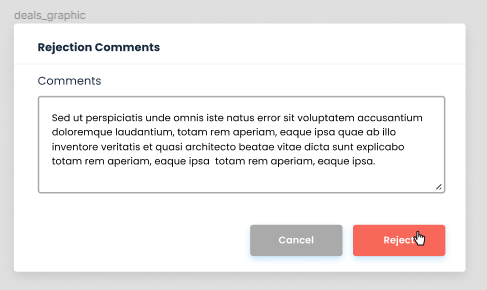 deals_graphic
Rejection Comments
Comments
Sed ut perspiciatis unde omnis iste natus error sit voluptatem accusantium
doloremque laudantium, totam rem aperiam, eaque ipsa quae ab illo
inventore veritatis et quasi architecto beatae vitae dicta sunt explicabo
totam rem aperiam, eaque ipsa  totam rem aperiam, eaque ipsa.
Cancel
Reject